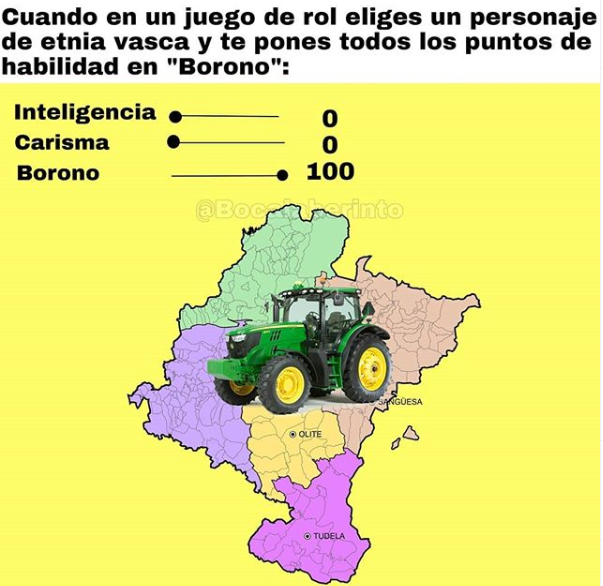 Cuando en un juego de rol eliges un personaje
de etnia vasca y te pones todos los puntos de
habilidad en "Borono":
Inteligencia 0
Carisma 0
Borono 100
SANGÜESA
OLITE
TUDELA